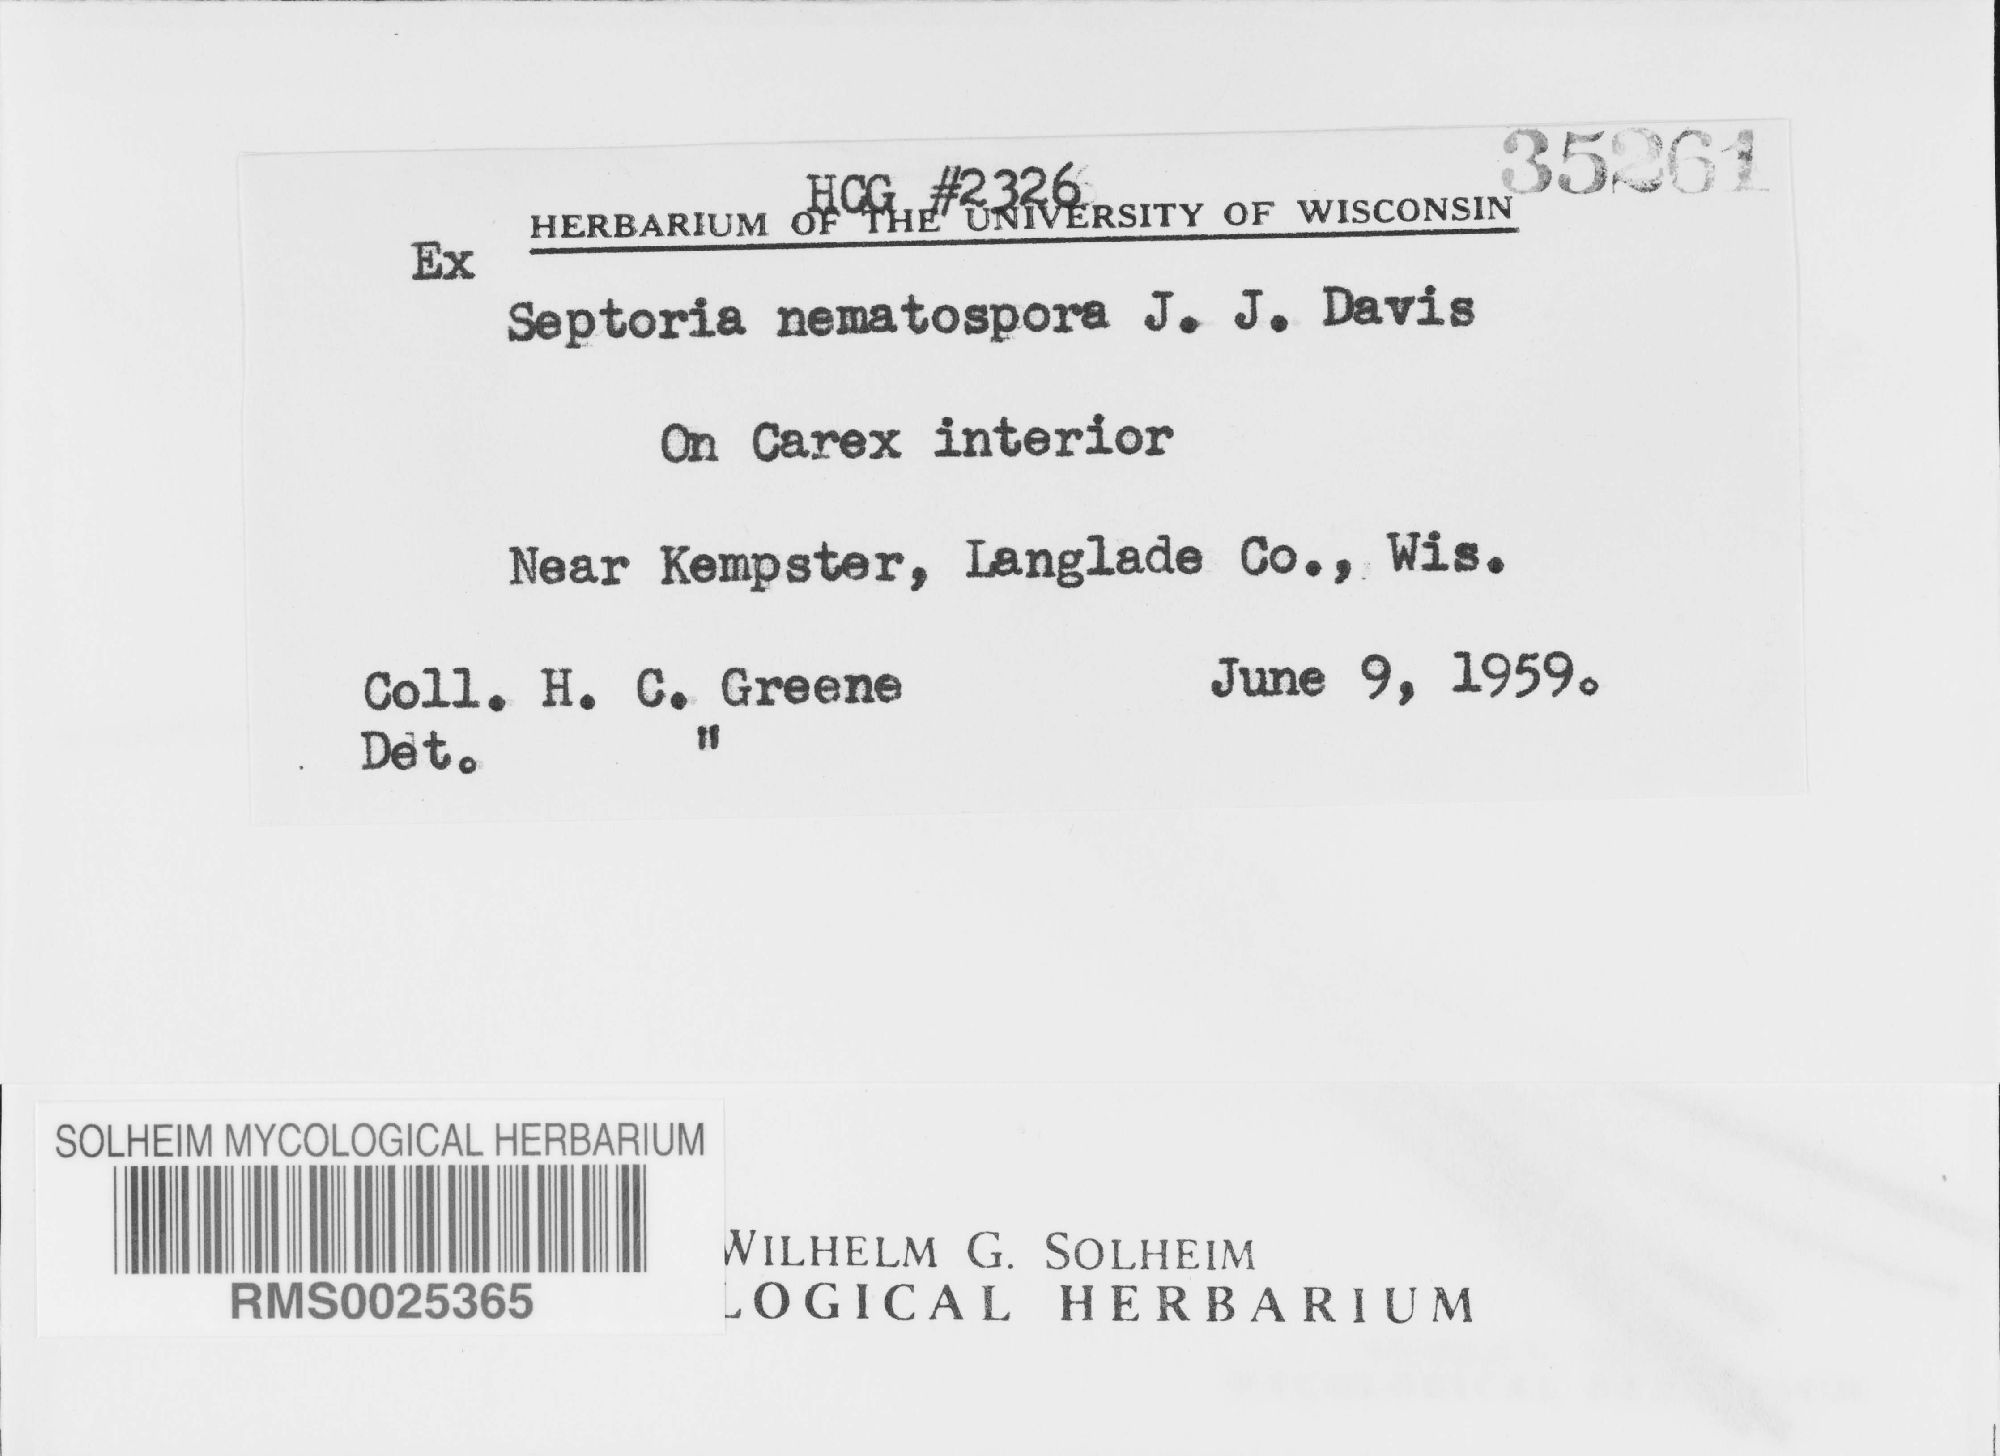 35261
HCG #2326
HERBARIUM OF THE UNIVERSITY OF WISCONSIN
Ex
Septoria nematospora J. J. Davis
On Carex interior
Near Kempster, Langlade Co., Wis.
Coll. H. C. Greene June 9, 1959.
Det. "
SOLHEIM MYCOLOGICAL HERBARIUM
RMS0025365
WILHELM G. SOLHEIM
LOGICAL HERBARIUM